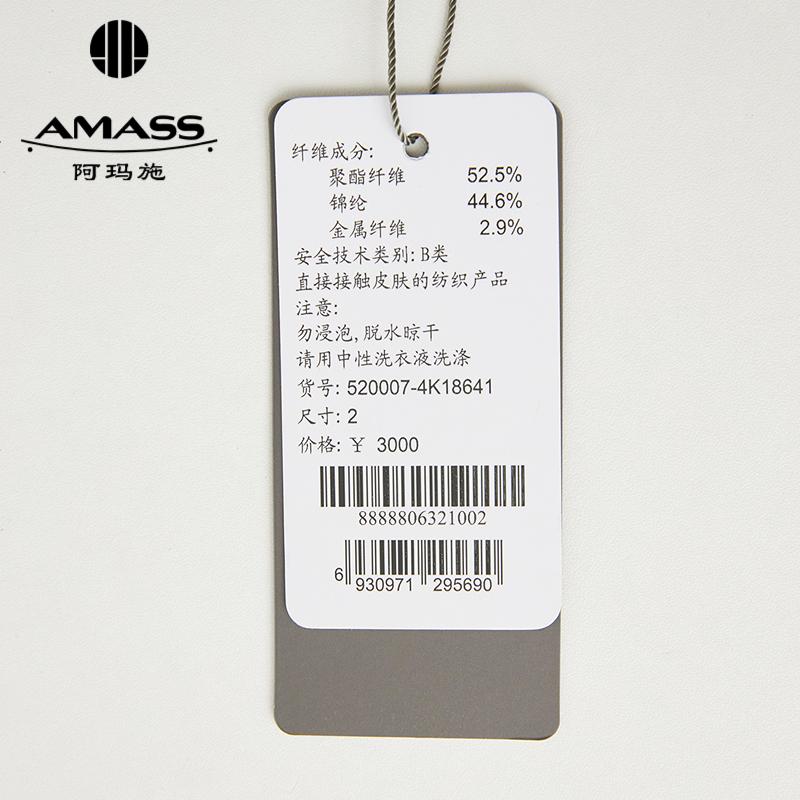 AMASS
阿玛施
纤维成分:
聚酯纤维 52.5%
锦纶 44.6%
金属纤维 2.9%
安全技术类别: B类
直接接触皮肤的纺织产品
注意:
勿浸泡,脱水晾干
请用中性洗衣液洗涤
货号: 520007-4K18641
尺寸: 2
价格: ￥ 3000
8888806321002
6 930971 295690